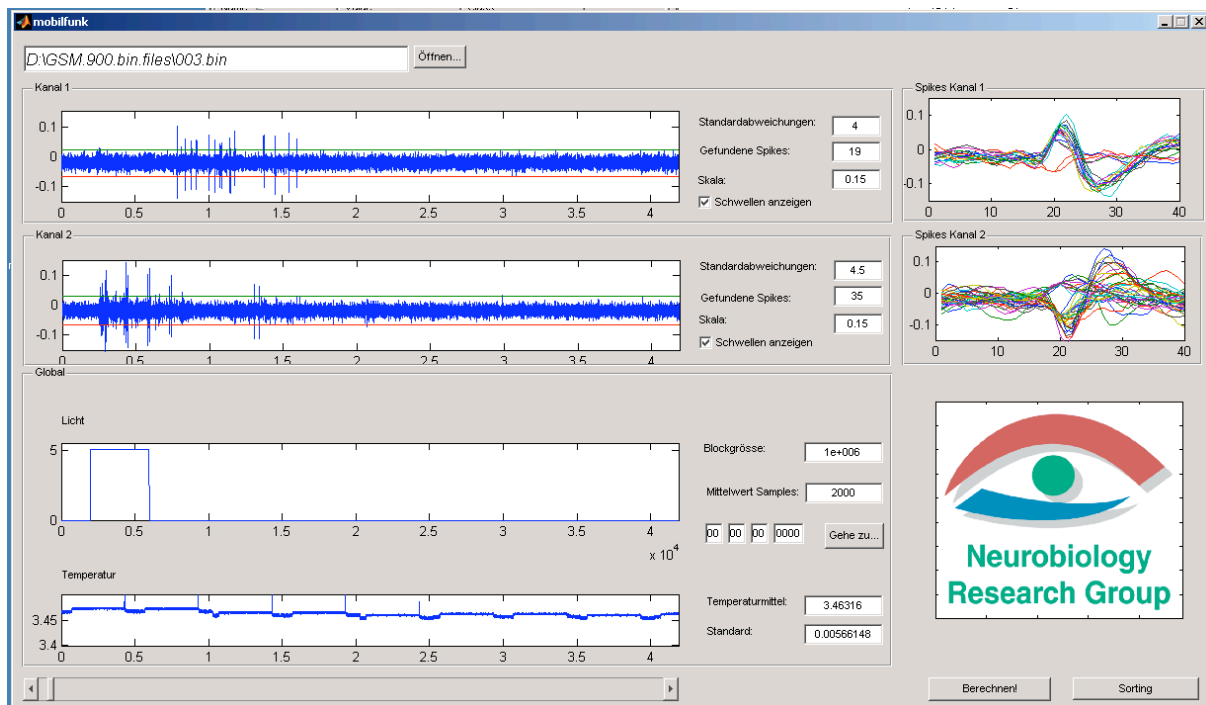 mobilfunk
D:\GSM.900.bin.files\003.bin
Öffnen...
Kanal 1
0.1
0
-0.1
0 0.5 1 1.5 2 2.5 3 3.5 4
Standardabweichungen: 4
Gefundene Spikes: 19
Skala: 0.15
Schwellen anzeigen
Spikes Kanal 1
0.1
0
-0.1
0 10 20 30 40
Kanal 2
0.1
0
-0.1
0 0.5 1 1.5 2 2.5 3 3.5 4
Standardabweichungen: 4.5
Gefundene Spikes: 35
Skala: 0.15
Schwellen anzeigen
Spikes Kanal 2
0.1
0
-0.1
0 10 20 30 40
Global
Licht
5
0
0 0.5 1 1.5 2 2.5 3 3.5 4
x 10^4
Blockgrösse: 1e+006
Mittelwert Samples: 2000
00 00 00 0000 Gehe zu...
Temperatur
3.45
3.4
0 0.5 1 1.5 2 2.5 3 3.5 4
Temperaturmittel: 3.46316
Standard: 0.00566148
Neurobiology
Research Group
Berechnen! Sorting